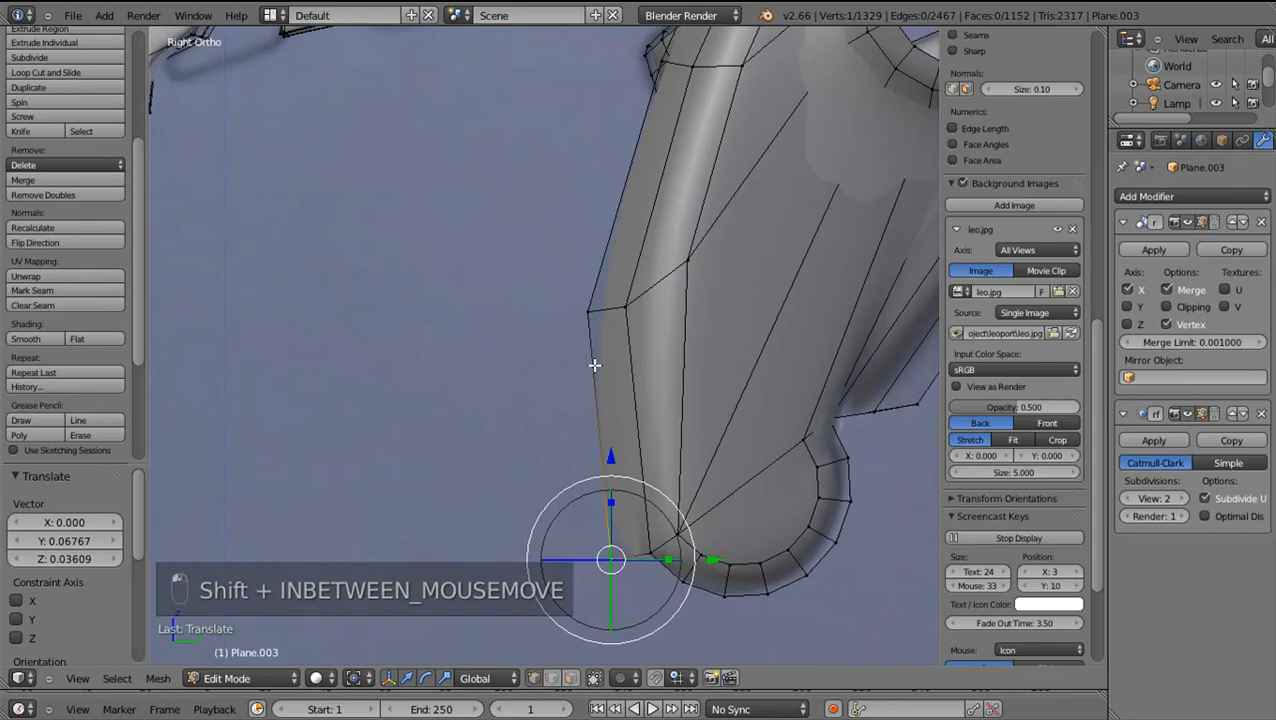 File Add Render Window Help Default Scene Blender Render v2.66 | Verts:1/1329 | Edges:0/2467 | Faces:0/1152 | Tris:2317 | Plane.003
View Search All
Extrude Region
Extrude Individual
Subdivide
Loop Cut and Slide
Duplicate
Spin
Screw
Knife Select
Remove:
Delete
Merge
Remove Doubles
Normals:
Recalculate
Flip Direction
UV Mapping:
Unwrap
Mark Seam
Clear Seam
Shading:
Smooth Flat
Repeat:
Repeat Last
History...
Grease Pencil:
Draw Line
Poly Erase
Use Sketching Sessions
Translate
Vector
X: 0.000
Y: 0.06767
Z: 0.03609
Constraint Axis
X
Y
Z
Orientation
Right Ortho
Shift + INBETWEEN_MOUSEMOVE
Last: Translate
(1) Plane.003
Seams
Sharp
Normals:
Size: 0.10
Numerics:
Edge Length
Face Angles
Face Area
Background Images
Add Image
leo.jpg
Axis: All Views
Image Movie Clip
leo.jpg F
Source: Single Image
oject\leoport\leo.jpg
Input Color Space:
sRGB
View as Render
Opacity: 0.500
Back Front
Stretch Fit Crop
X: 0.000 Y: 0.000
Size: 5.000
Transform Orientations
Screencast Keys
Stop Display
Size: Position:
Text: 24 X: 3
Mouse: 33 Y: 10
Text / Icon Color:
Fade Out Time: 3.50
Mouse: Icon
World
Camera
Lamp
Plane.003
Add Modifier
Apply Copy
Axis: Options: Textures:
X Merge U
Y Clipping V
Z Vertex
Merge Limit: 0.001000
Mirror Object:
Apply Copy
Catmull-Clark Simple
Subdivisions: Options:
View: 2 Subdivide U
Render: 1 Optimal Dis
View Select Mesh Edit Mode Global
View Marker Frame Playback Start: 1 End: 250 1 No Sync